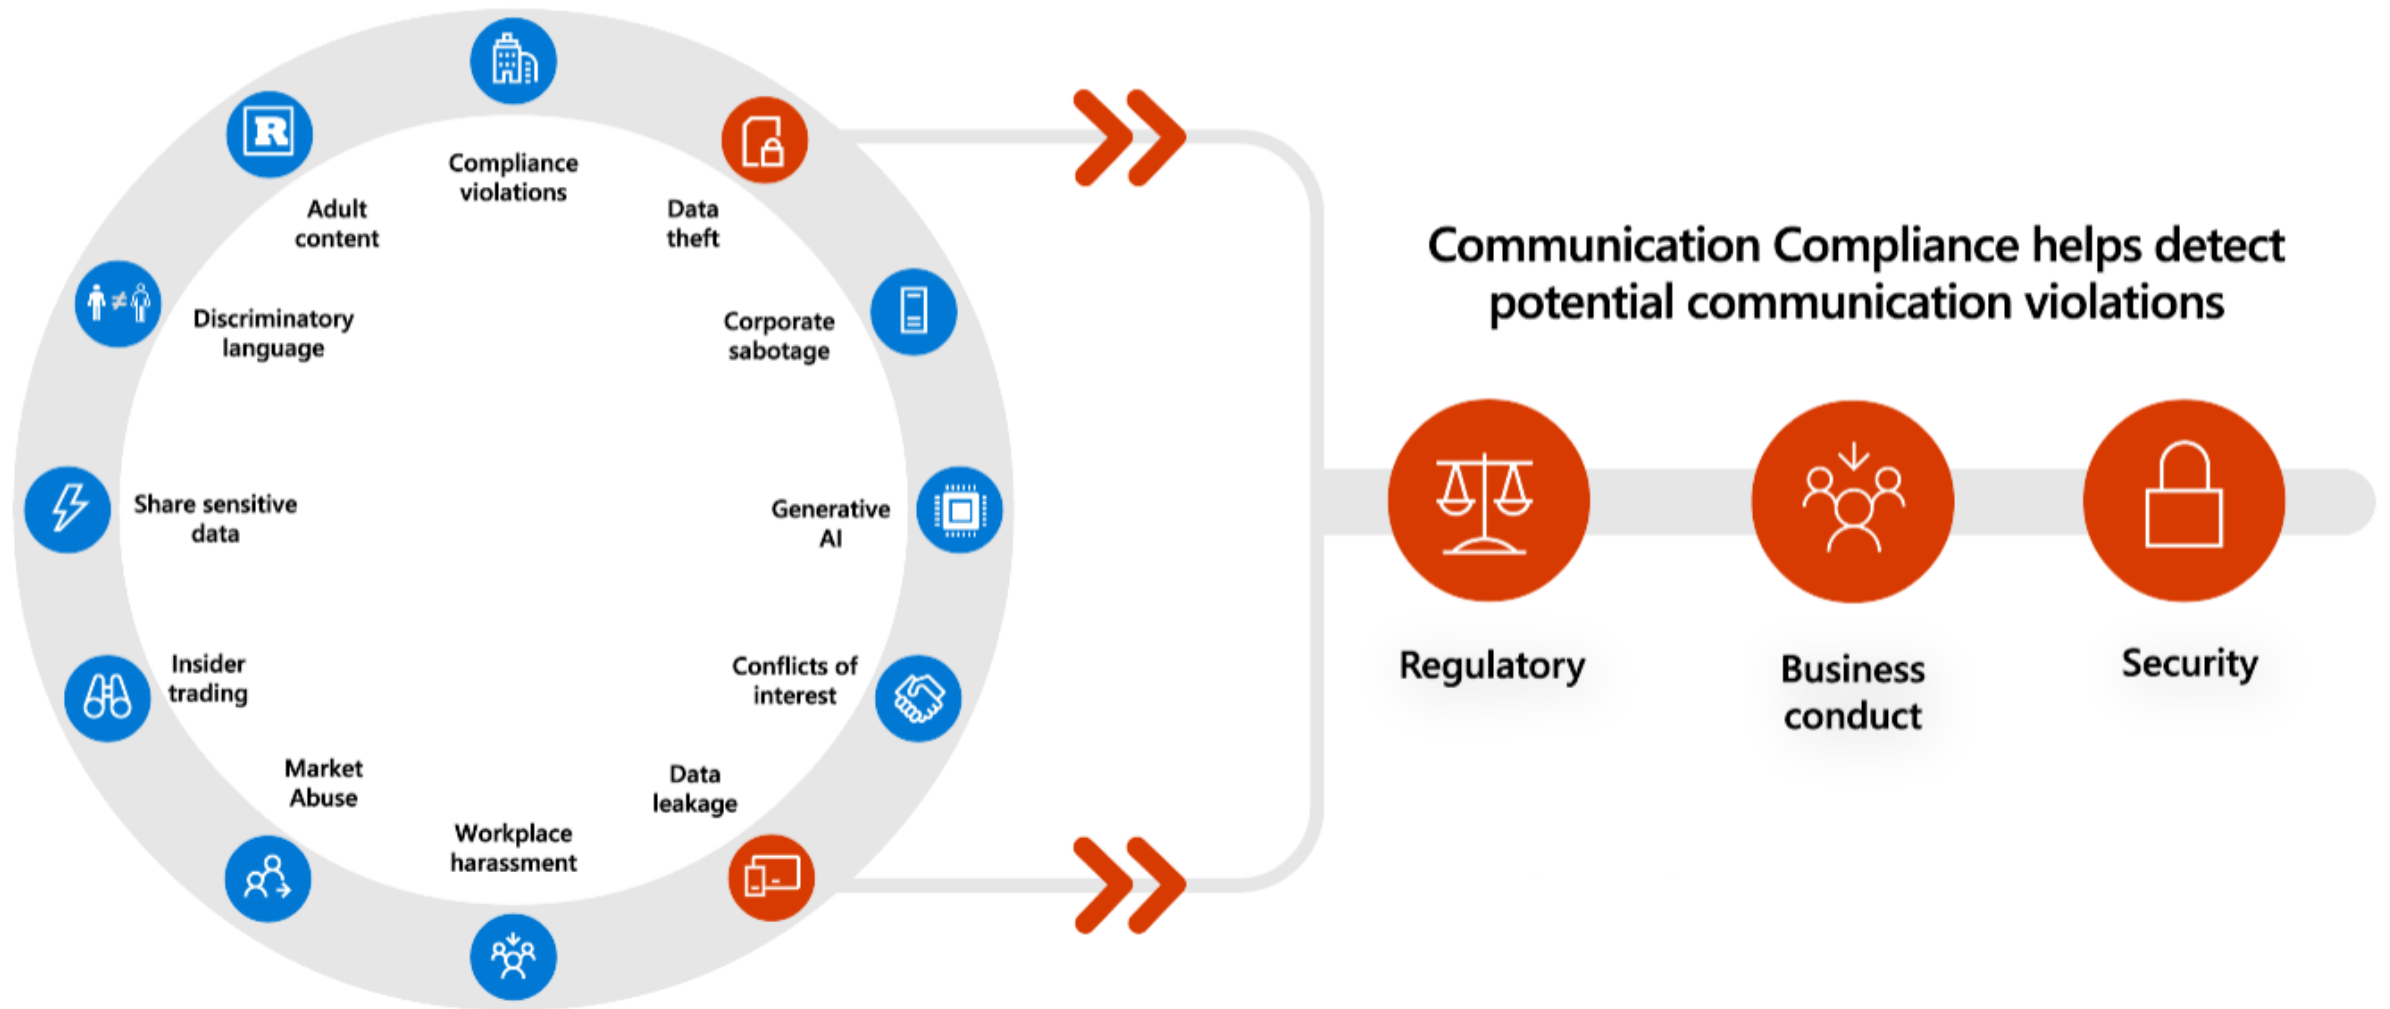 Compliance
violations
Data
theft
Corporate
sabotage
Generative
AI
Conflicts of
interest
Data
leakage
Workplace
harassment
Market
Abuse
Insider
trading
Share sensitive
data
Discriminatory
language
Adult
content
R
Communication Compliance helps detect
potential communication violations
Regulatory
Business
conduct
Security